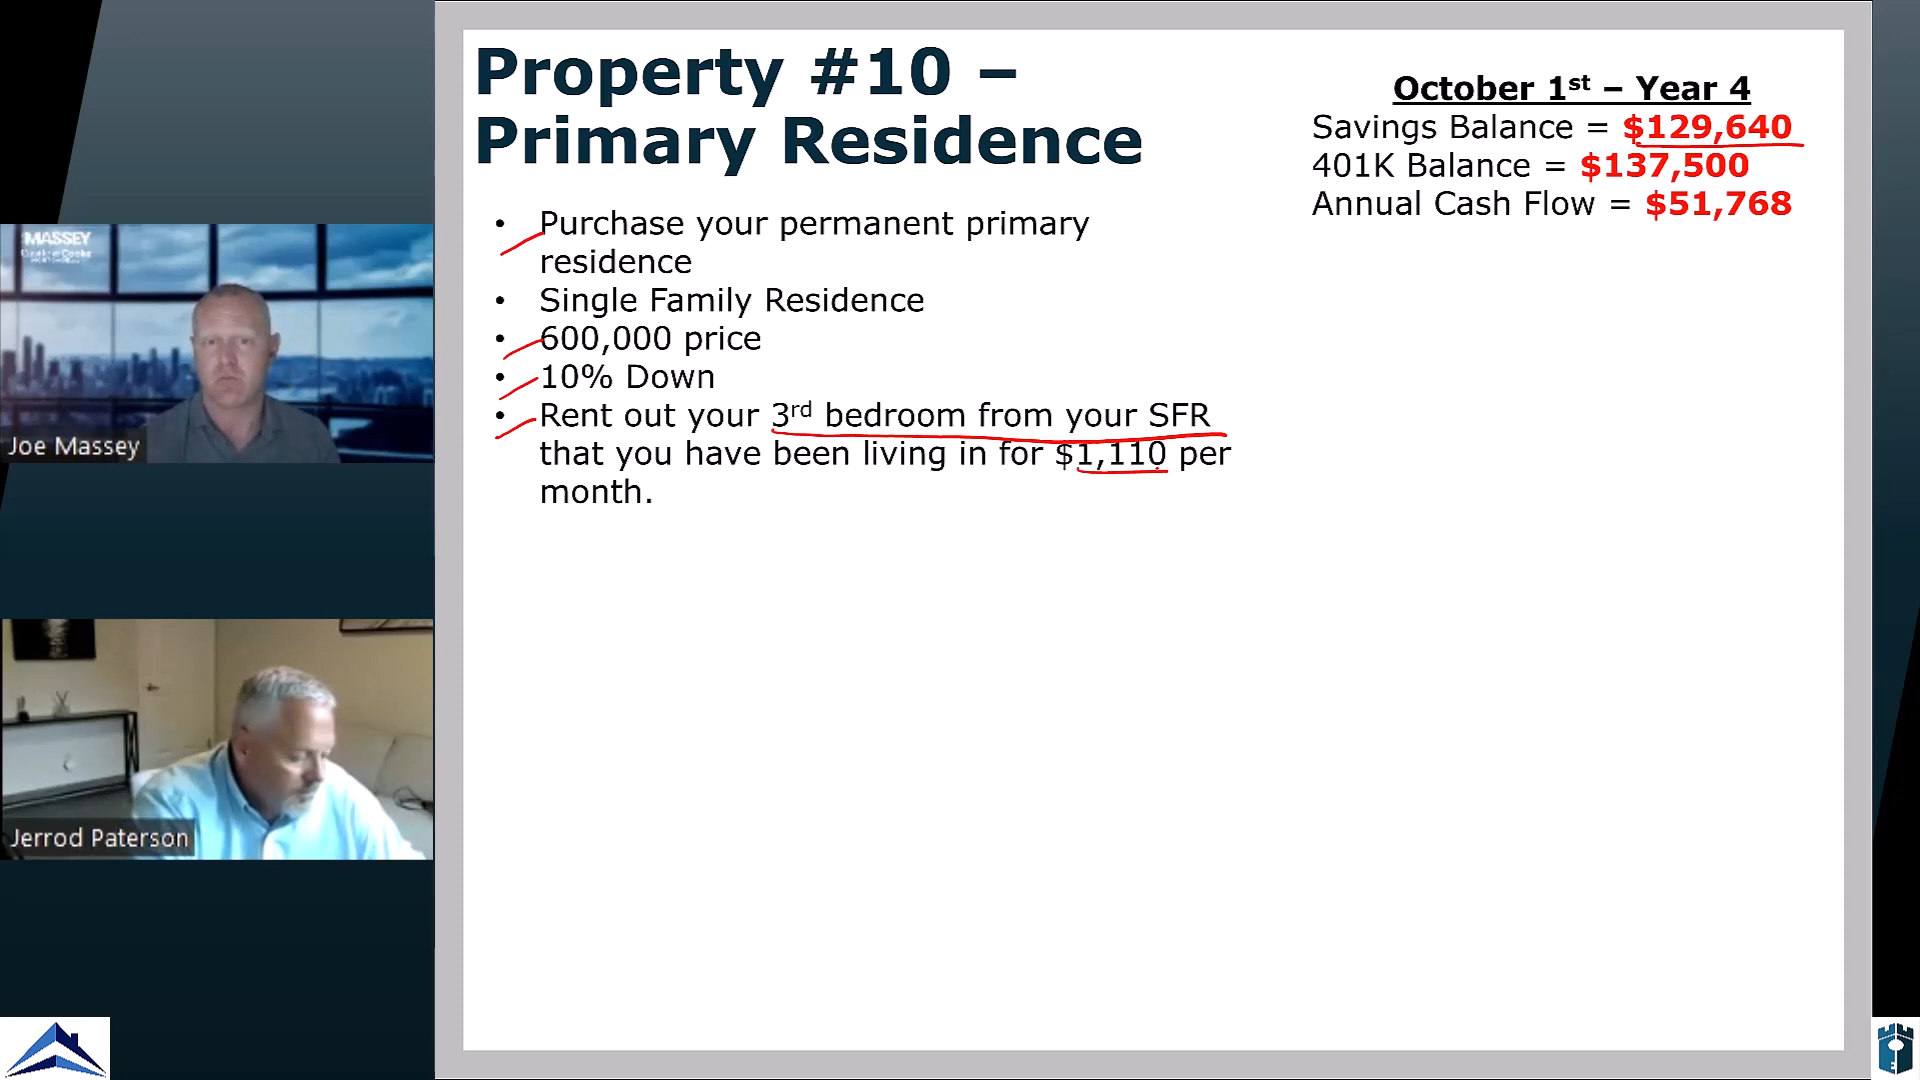 Property #10 –
Primary Residence
• Purchase your permanent primary
residence
• Single Family Residence
• 600,000 price
• 10% Down
• Rent out your 3rd bedroom from your SFR
that you have been living in for $1,110 per
month.
October 1st – Year 4
Savings Balance = $129,640
401K Balance = $137,500
Annual Cash Flow = $51,768
MASSEY
Joe Massey
Jerrod Paterson